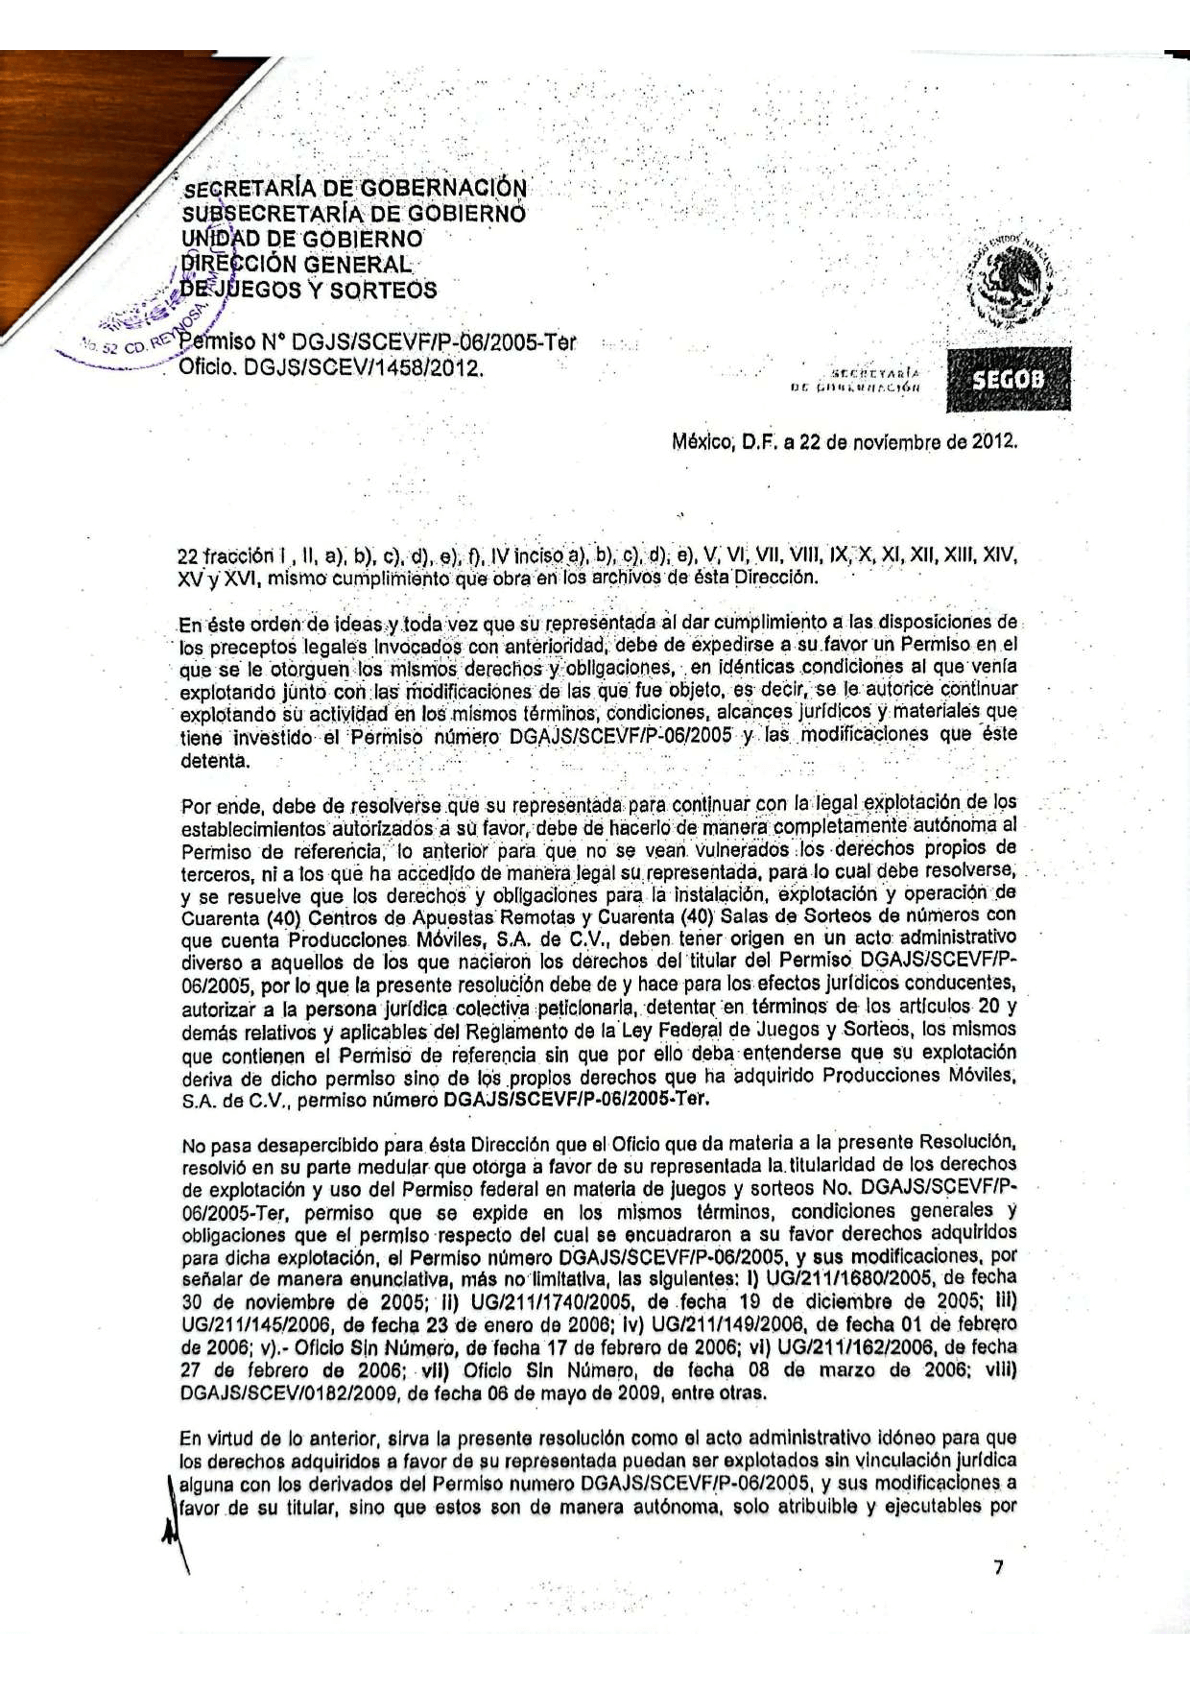 SECRETARÍA DE GOBERNACIÓN
SUBSECRETARÍA DE GOBIERNO
UNIDAD DE GOBIERNO
DIRECCIÓN GENERAL
DE JUEGOS Y SORTEOS
No. 52 CD. REYNOSA,
Permiso N° DGJS/SCEVF/P-06/2005-Ter
Oficio. DGJS/SCEV/1458/2012.
ESTADOS UNIDOS MEXICANOS
SECRETARÍA
DE GOBERNACIÓN
SEGOB
México, D.F. a 22 de noviembre de 2012.
22 fracción I , II, a), b), c), d), e), f), IV inciso a), b), c), d), e), V, VI, VII, VIII, IX, X, XI, XII, XIII, XIV,
XV y XVI, mismo cumplimiento que obra en los archivos de ésta Dirección.
En éste orden de ideas y toda vez que su representada al dar cumplimiento a las disposiciones de
los preceptos legales invocados con anterioridad, debe de expedirse a su favor un Permiso en el
que se le otorguen los mismos derechos y obligaciones, en idénticas condiciones al que venía
explotando junto con las modificaciones de las que fue objeto, es decir, se le autorice continuar
explotando su actividad en los mismos términos, condiciones, alcances jurídicos y materiales que
tiene investido el Permiso número DGAJS/SCEVF/P-06/2005 y las modificaciones que éste
detenta.
Por ende, debe de resolverse que su representada para continuar con la legal explotación de los
establecimientos autorizados a su favor, debe de hacerlo de manera completamente autónoma al
Permiso de referencia, lo anterior para que no se vean vulnerados los derechos propios de
terceros, ni a los que ha accedido de manera legal su representada, para lo cual debe resolverse,
y se resuelve que los derechos y obligaciones para la instalación, explotación y operación de
Cuarenta (40) Centros de Apuestas Remotas y Cuarenta (40) Salas de Sorteos de números con
que cuenta Producciones Móviles, S.A. de C.V., deben tener origen en un acto administrativo
diverso a aquellos de los que nacieron los derechos del titular del Permiso DGAJS/SCEVF/P-
06/2005, por lo que la presente resolución debe de y hace para los efectos jurídicos conducentes,
autorizar a la persona jurídica colectiva peticionaria, detentar en términos de los artículos 20 y
demás relativos y aplicables del Reglamento de la Ley Federal de Juegos y Sorteos, los mismos
que contienen el Permiso de referencia sin que por ello deba entenderse que su explotación
deriva de dicho permiso sino de los propios derechos que ha adquirido Producciones Móviles,
S.A. de C.V., permiso número DGAJS/SCEVF/P-06/2005-Ter.
No pasa desapercibido para ésta Dirección que el Oficio que da materia a la presente Resolución,
resolvió en su parte medular que otorga a favor de su representada la titularidad de los derechos
de explotación y uso del Permiso federal en materia de juegos y sorteos No. DGAJS/SCEVF/P-
06/2005-Ter, permiso que se expide en los mismos términos, condiciones generales y
obligaciones que el permiso respecto del cual se encuadraron a su favor derechos adquiridos
para dicha explotación, el Permiso número DGAJS/SCEVF/P-06/2005, y sus modificaciones, por
señalar de manera enunciativa, más no limitativa, las siguientes: i) UG/211/1680/2005, de fecha
30 de noviembre de 2005; ii) UG/211/1740/2005, de fecha 19 de diciembre de 2005; iii)
UG/211/145/2006, de fecha 23 de enero de 2006; iv) UG/211/149/2006, de fecha 01 de febrero
de 2006; v).- Oficio Sin Número, de fecha 17 de febrero de 2006; vi) UG/211/162/2006, de fecha
27 de febrero de 2006; vii) Oficio Sin Número, de fecha 08 de marzo de 2006; viii)
DGAJS/SCEV/0182/2009, de fecha 06 de mayo de 2009, entre otras.
En virtud de lo anterior, sirva la presente resolución como el acto administrativo idóneo para que
los derechos adquiridos a favor de su representada puedan ser explotados sin vinculación jurídica
alguna con los derivados del Permiso numero DGAJS/SCEVF/P-06/2005, y sus modificaciones a
favor de su titular, sino que estos son de manera autónoma, solo atribuible y ejecutables por
7